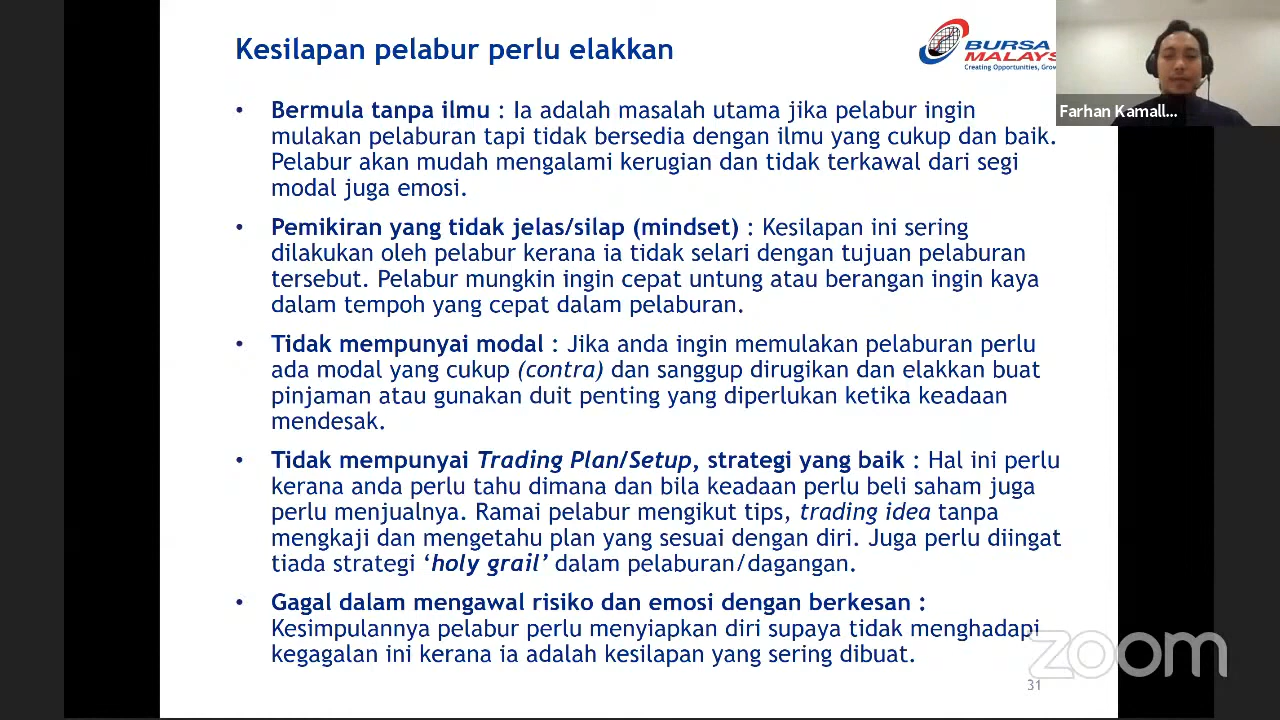 Kesilapan pelabur perlu elakkan
BURSA
MALAYS
Creating Opportunities, Grow
Farhan Kamall...
• Bermula tanpa ilmu : Ia adalah masalah utama jika pelabur ingin
mulakan pelaburan tapi tidak bersedia dengan ilmu yang cukup dan baik.
Pelabur akan mudah mengalami kerugian dan tidak terkawal dari segi
modal juga emosi.
• Pemikiran yang tidak jelas/silap (mindset) : Kesilapan ini sering
dilakukan oleh pelabur kerana ia tidak selari dengan tujuan pelaburan
tersebut. Pelabur mungkin ingin cepat untung atau berangan ingin kaya
dalam tempoh yang cepat dalam pelaburan.
• Tidak mempunyai modal : Jika anda ingin memulakan pelaburan perlu
ada modal yang cukup (contra) dan sanggup dirugikan dan elakkan buat
pinjaman atau gunakan duit penting yang diperlukan ketika keadaan
mendesak.
• Tidak mempunyai Trading Plan/Setup, strategi yang baik : Hal ini perlu
kerana anda perlu tahu dimana dan bila keadaan perlu beli saham juga
perlu menjualnya. Ramai pelabur mengikut tips, trading idea tanpa
mengkaji dan mengetahu plan yang sesuai dengan diri. Juga perlu diingat
tiada strategi ‘holy grail’ dalam pelaburan/dagangan.
• Gagal dalam mengawal risiko dan emosi dengan berkesan :
Kesimpulannya pelabur perlu menyiapkan diri supaya tidak menghadapi
kegagalan ini kerana ia adalah kesilapan yang sering dibuat.
zoom
31